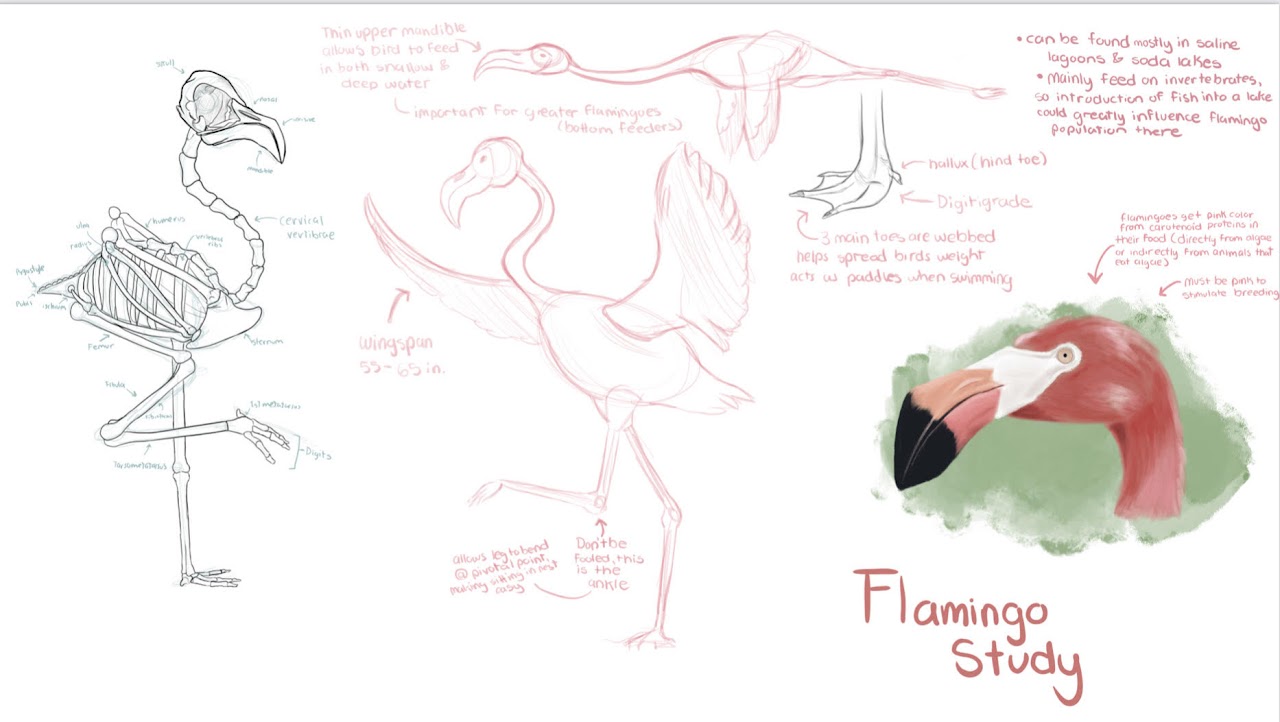 Thin upper mandible
allows bird to feed
in both shallow &
deep water
important for greater flamingoes
(bottom feeders)
• can be found mostly in saline
lagoons & soda lakes
• Mainly feed on invertebrates,
so introduction of fish into a lake
could greatly influence flamingo
population there
skull
nasal
mandible
cervical
vertibrae
humerus
ulna
radius
vertebral
ribs
Pygostyle
Pubis
ischium
Femur
sternum
Tarsometatarsus
Digits
hallux (hind toe)
Digitigrade
3 main toes are webbed
helps spread birds weight
acts w paddles when swimming
wingspan
55-65 in.
flamingoes get pink color
from carotenoid proteins in
their food (directly from algae
or indirectly from animals that
eat algae)
must be pink to
stimulate breeding
allows leg to bend
@ pivotal point,
making sitting in nest
easy
Don't be
fooled, this
is the
ankle
Flamingo
Study